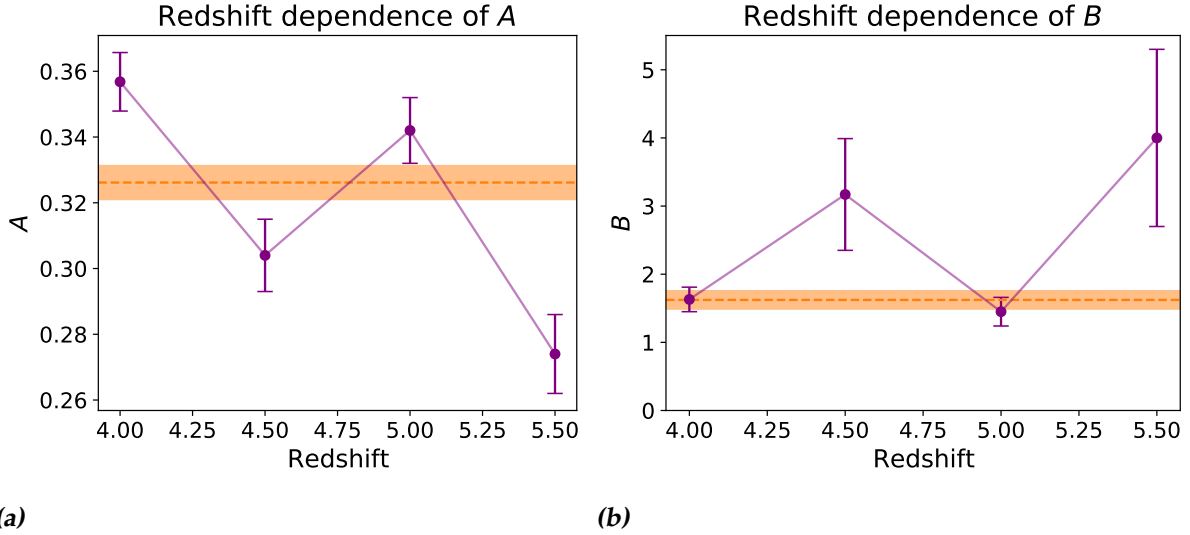 Redshift dependence of A
0.36
0.34
0.32
0.30
0.28
0.26
A
4.00 4.25 4.50 4.75 5.00 5.25 5.50
Redshift
(a)
Redshift dependence of B
5
4
3
2
1
0
B
4.00 4.25 4.50 4.75 5.00 5.25 5.50
Redshift
(b)